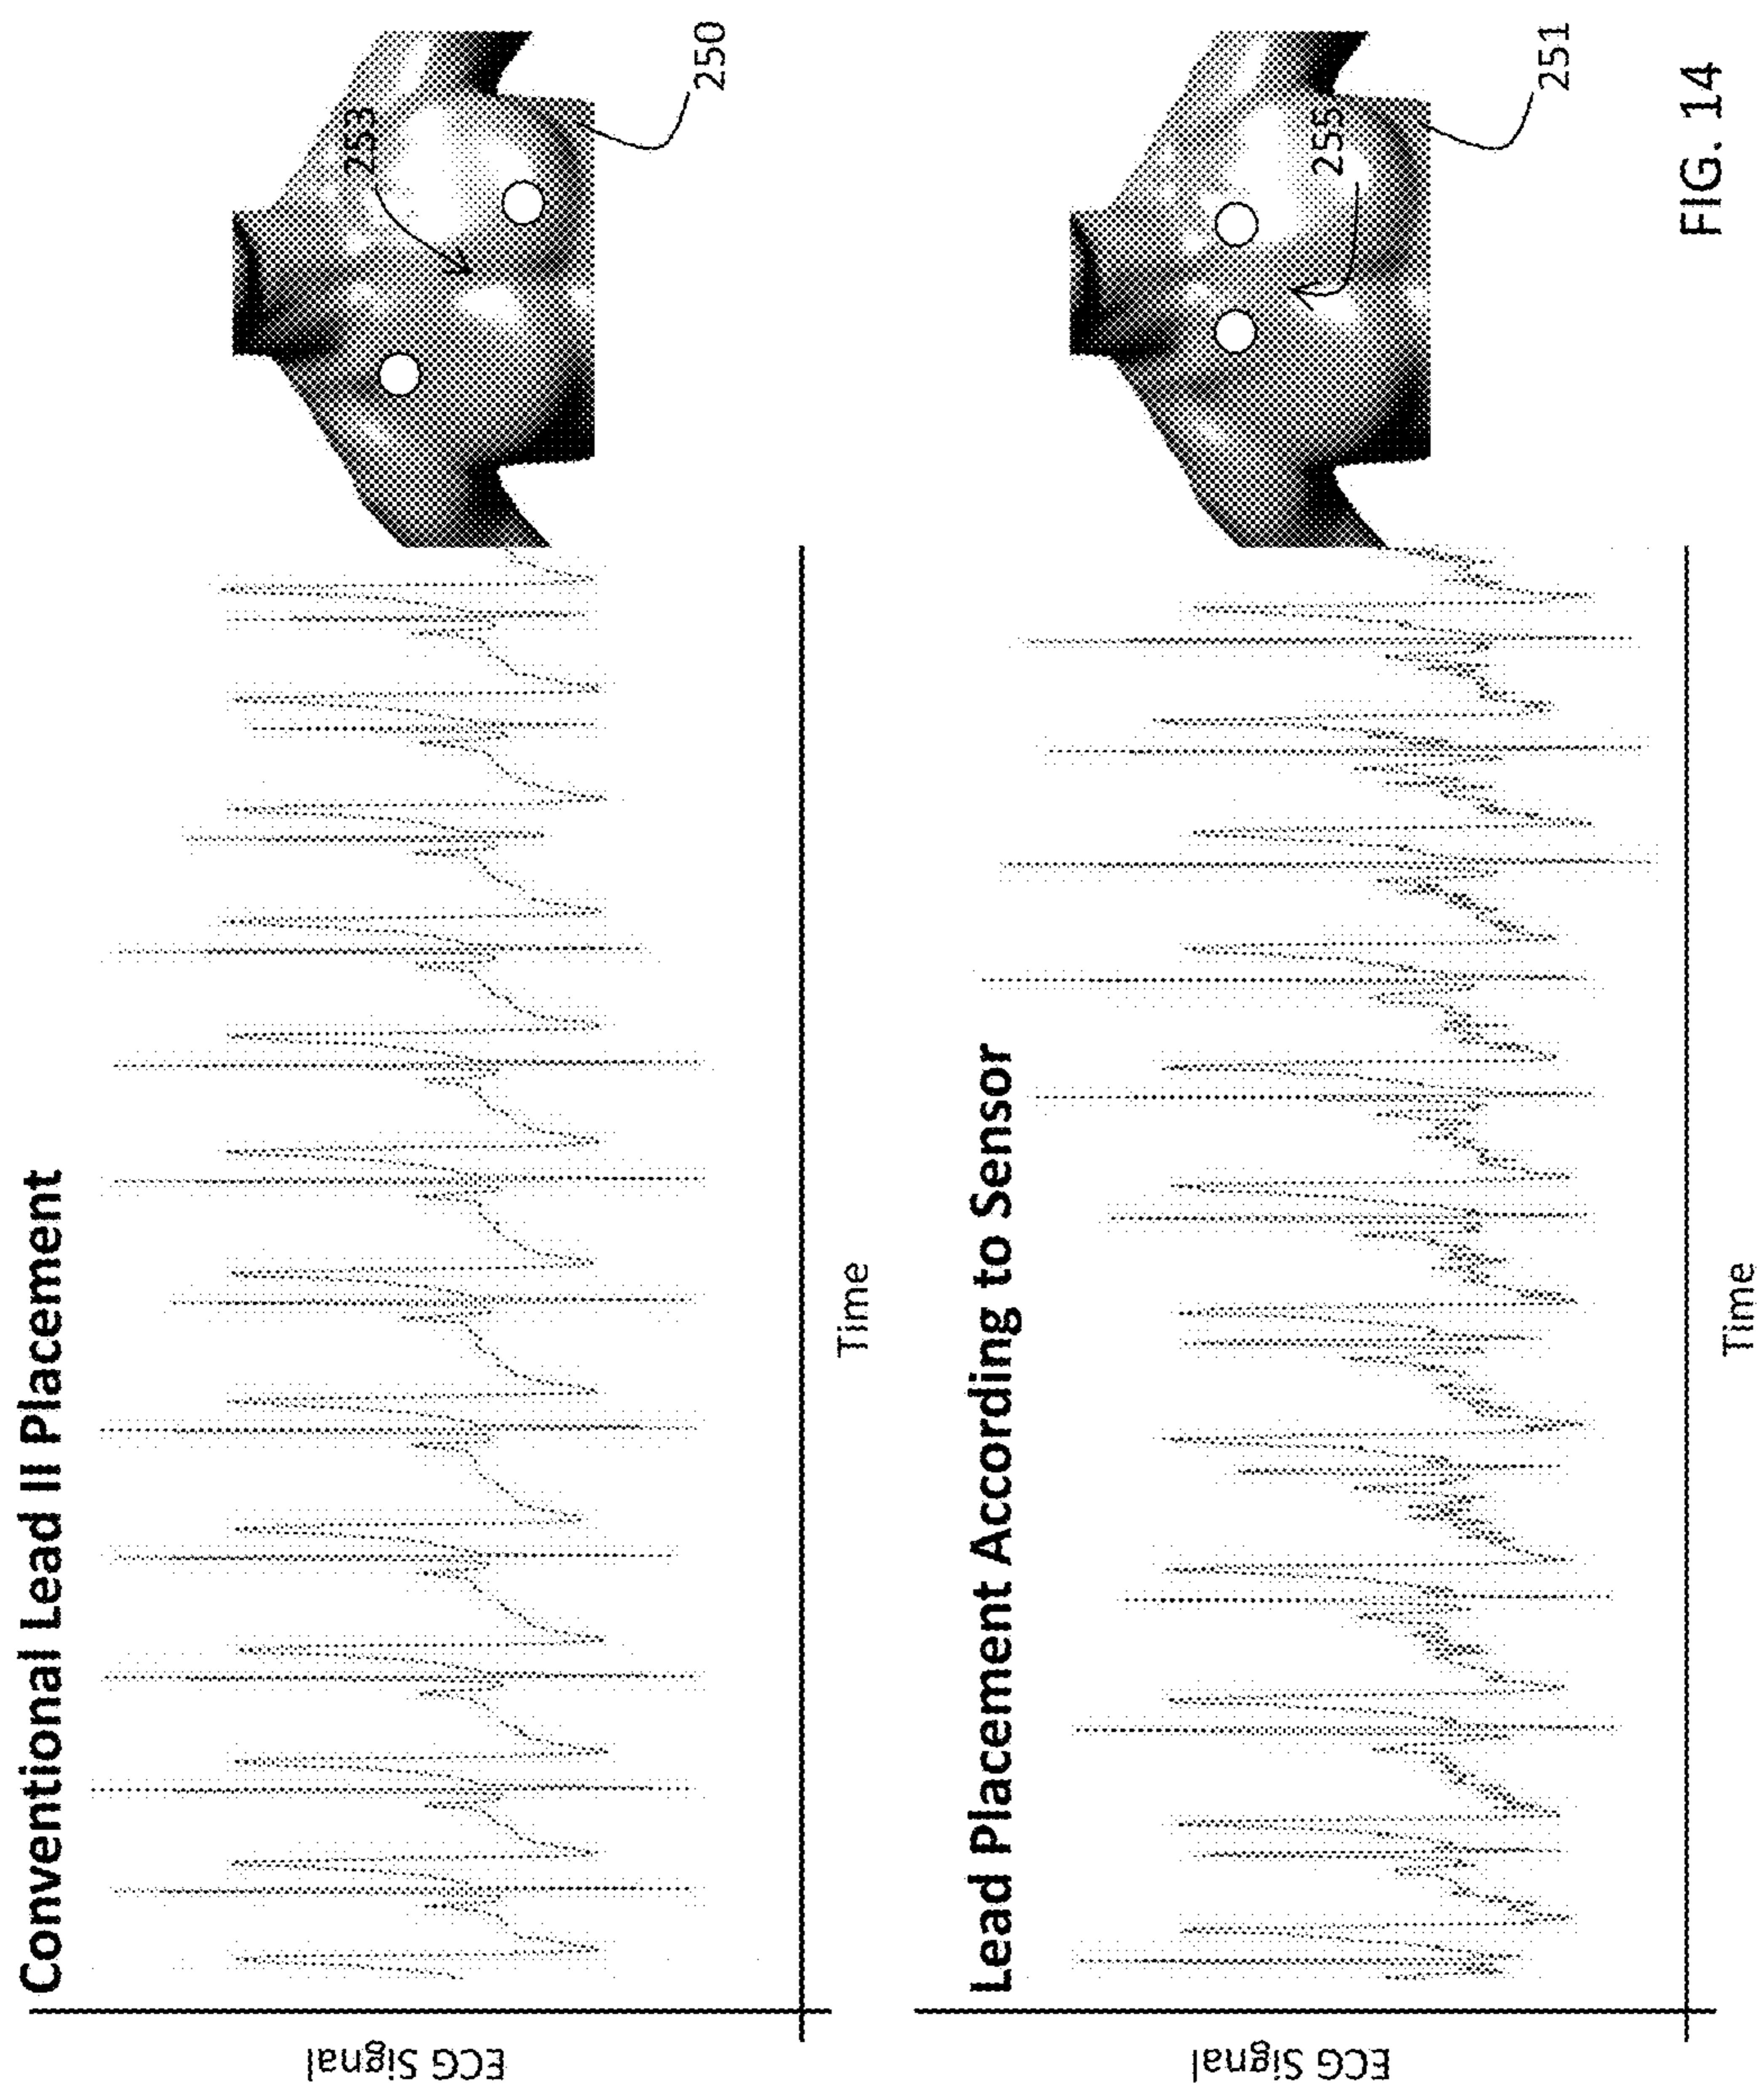 Conventional Lead II Placement
ECG Signal
Time
253
250
Lead Placement According to Sensor
ECG Signal
Time
255
251
FIG. 14